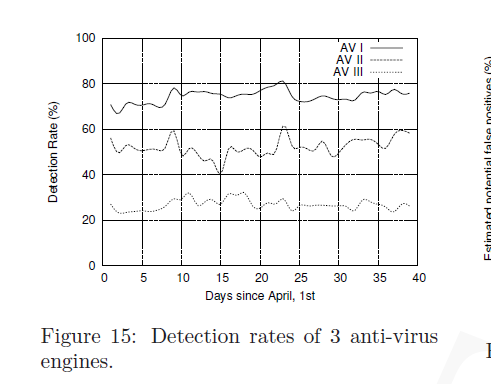 100
80
60
40
20
0
Detection Rate (%)
AV I
AV II
AV III
0 5 10 15 20 25 30 35 40
Days since April, 1st
Figure 15: Detection rates of 3 anti-virus
engines.
Estimated potential false positives (%)